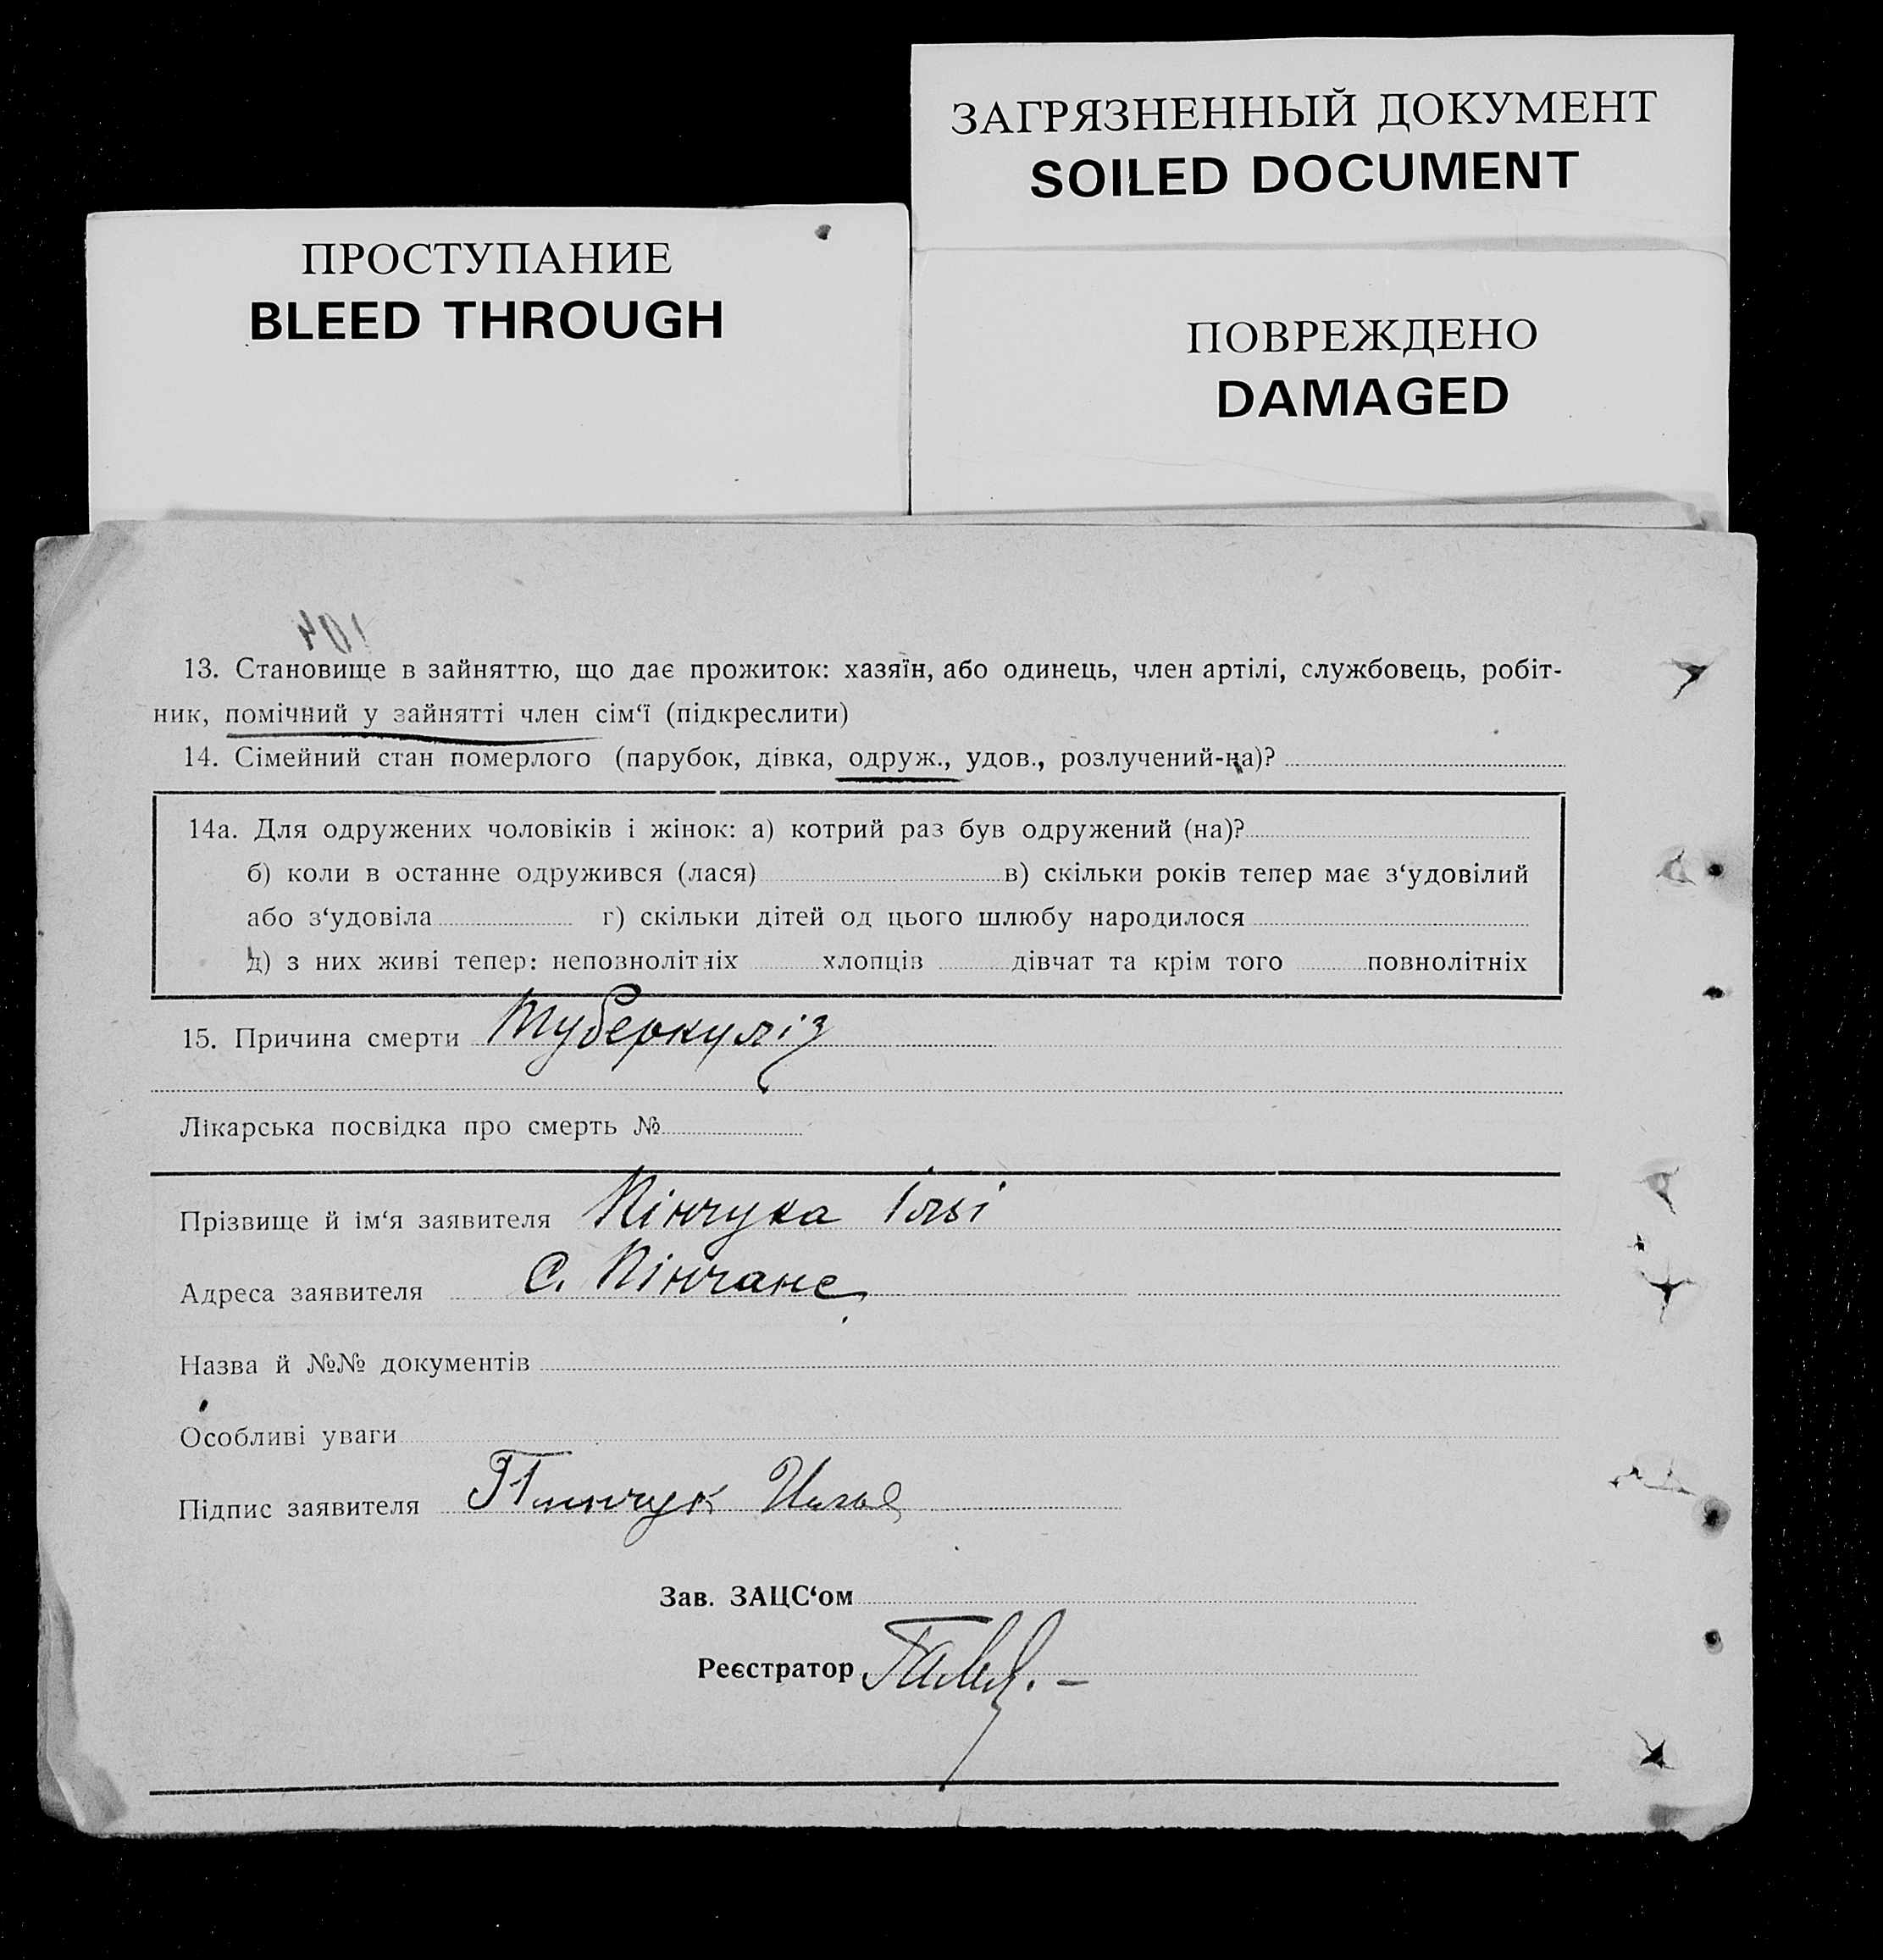 ЗАГРЯЗНЕННЫЙ ДОКУМЕНТ
SOILED DOCUMENT
ПРОСТУПАНИЕ
BLEED THROUGH
ПОВРЕЖДЕНО
DAMAGED
104
13. Становище в зайняттю, що дає прожиток: хазяїн, або одинець, член артілі, службовець, робіт-
ник, помічний у зайнятті член сім‘ї (підкреслити)
14. Сімейний стан померлого (парубок, дівка, одруж., удов., розлучений-на)?
14а. Для одружених чоловіків і жінок: а) котрий раз був одружений (на)?
б) коли в останне одружився (лася) в) скільки років тепер має з‘удовілий
або з‘удовіла г) скільки дітей од цього шлюбу народилося
д) з них живі тепер: непознолітніх хлопців дівчат та крім того повнолітніх
15. Причина смерти Туберкуліз
Лікарська посвідка про смерть №
Прізвище й ім‘я заявителя Пінчука Ільі
Адреса заявителя С. Пінчане
Назва й №№ документів
Особливі уваги
Підпис заявителя Пинчук Илья
Зав. ЗАЦС‘ом
Реєстратор